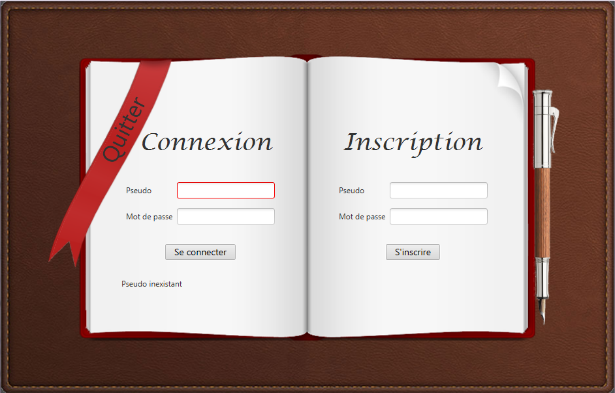 Quitter
Connexion
Pseudo
Mot de passe
Se connecter
Pseudo inexistant
Inscription
Pseudo
Mot de passe
S'inscrire